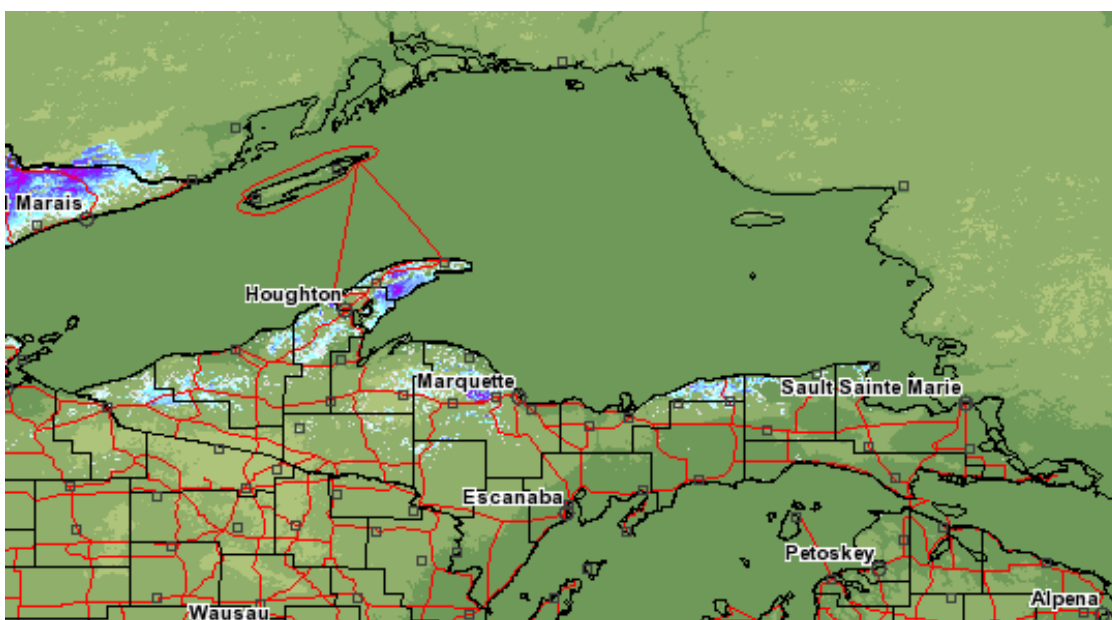 d Marais
Houghton
Marquette
Sault Sainte Marie
Escanaba
Petoskey
Wausau
Alpena